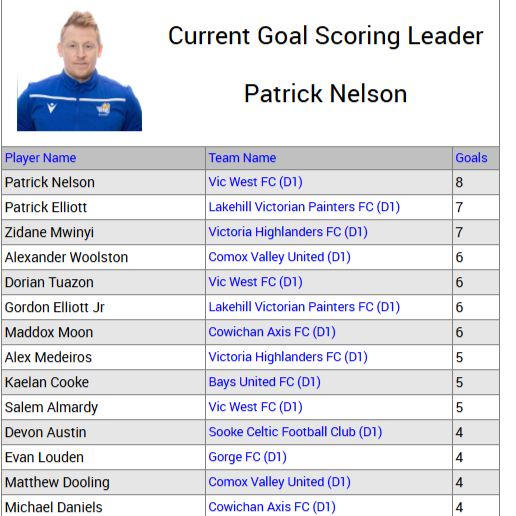 Current Goal Scoring Leader
Patrick Nelson
Player Name Team Name Goals
Patrick Nelson Vic West FC (D1) 8
Patrick Elliott Lakehill Victorian Painters FC (D1) 7
Zidane Mwinyi Victoria Highlanders FC (D1) 7
Alexander Woolston Comox Valley United (D1) 6
Dorian Tuazon Vic West FC (D1) 6
Gordon Elliott Jr Lakehill Victorian Painters FC (D1) 6
Maddox Moon Cowichan Axis FC (D1) 6
Alex Medeiros Victoria Highlanders FC (D1) 5
Kaelan Cooke Bays United FC (D1) 5
Salem Almardy Vic West FC (D1) 5
Devon Austin Sooke Celtic Football Club (D1) 4
Evan Louden Gorge FC (D1) 4
Matthew Dooling Comox Valley United (D1) 4
Michael Daniels Cowichan Axis FC (D1) 4